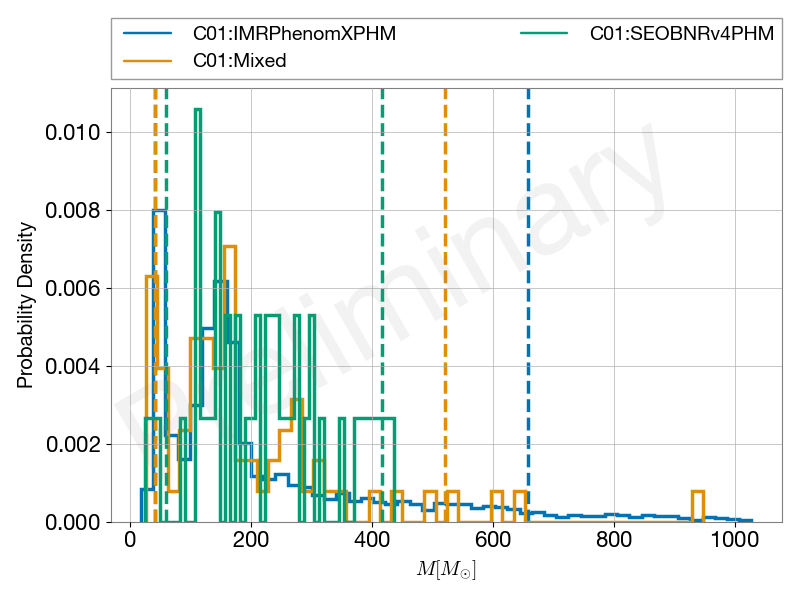 C01:IMRPhenomXPHM
C01:Mixed
C01:SEOBNRv4PHM
Preliminary
Probability Density
0.010
0.008
0.006
0.004
0.002
0.000
0 200 400 600 800 1000
M[M⊙]